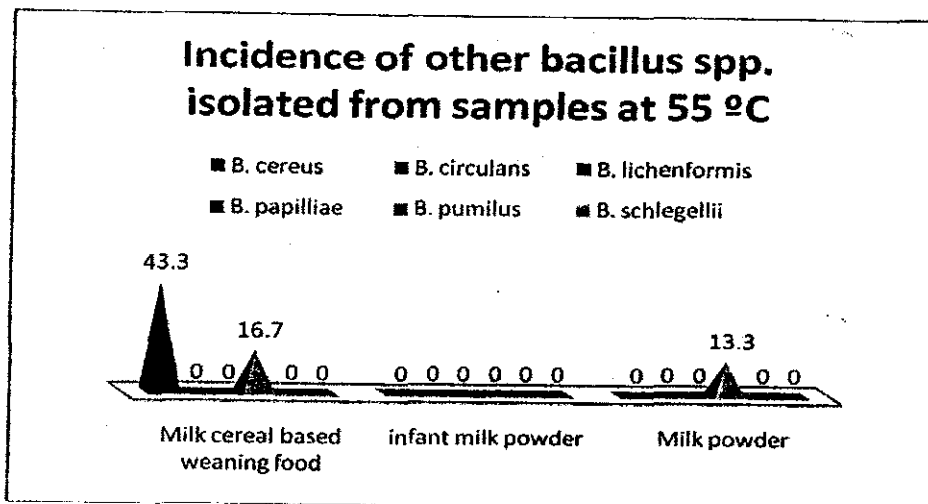 Incidence of other bacillus spp.
isolated from samples at 55 ºC
B. cereus B. circulans B. lichenformis
B. papilliae B. pumilus B. schlegellii
43.3 0 0 16.7 0 0 0 0 0 0 0 0 0 0 0 13.3 0 0
Milk cereal based weaning food
infant milk powder
Milk powder